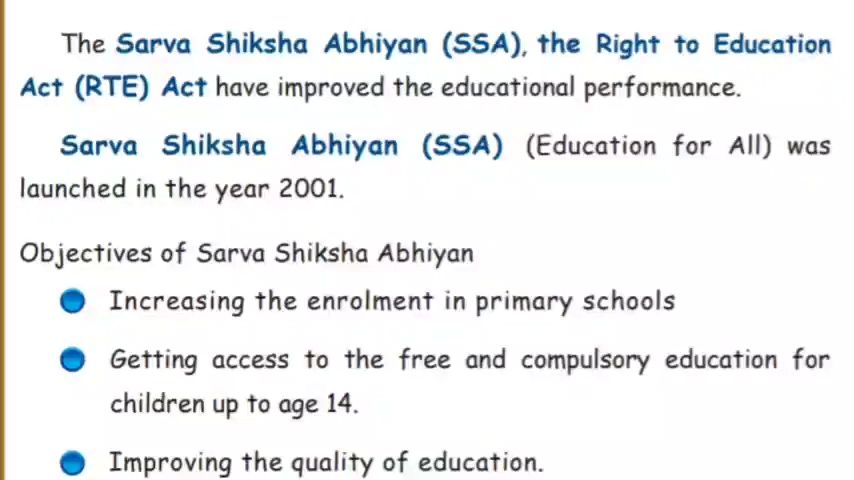 The Sarva Shiksha Abhiyan (SSA), the Right to Education
Act (RTE) Act have improved the educational performance.
Sarva Shiksha Abhiyan (SSA) (Education for All) was
launched in the year 2001.
Objectives of Sarva Shiksha Abhiyan
Increasing the enrolment in primary schools
Getting access to the free and compulsory education for
children up to age 14.
Improving the quality of education.